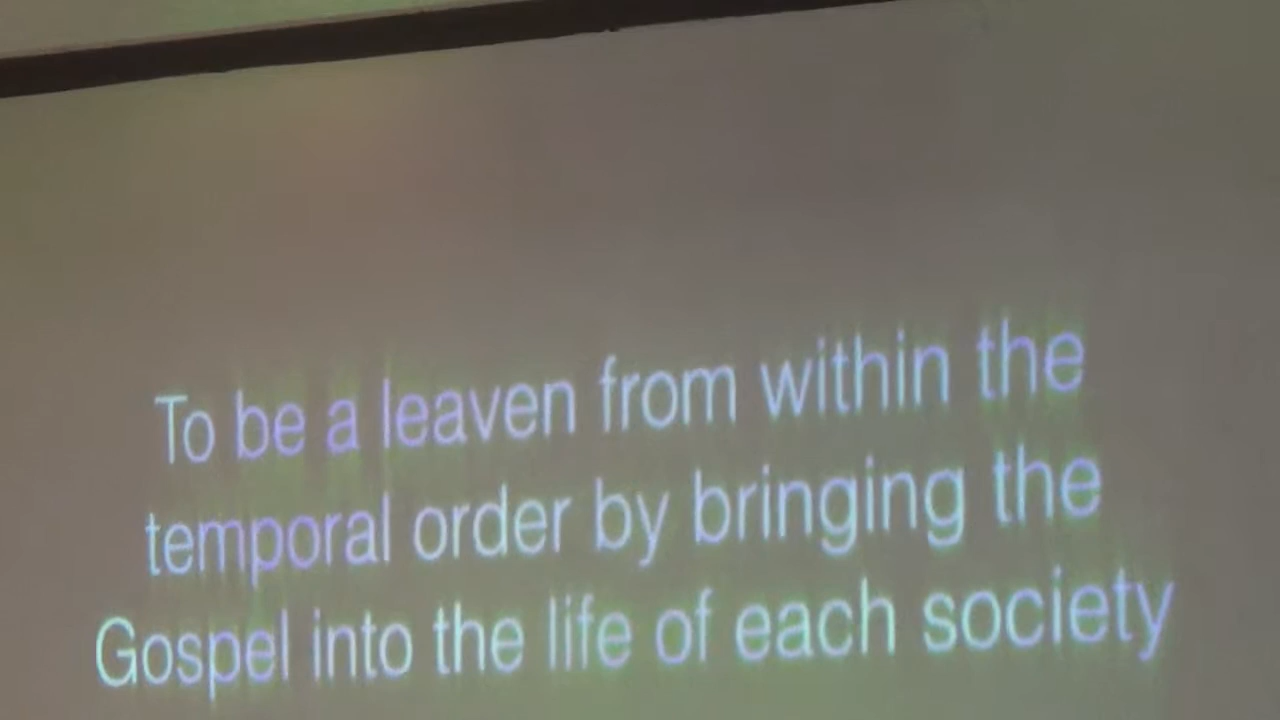 To be a leaven from within the
temporal order by bringing the
Gospel into the life of each society